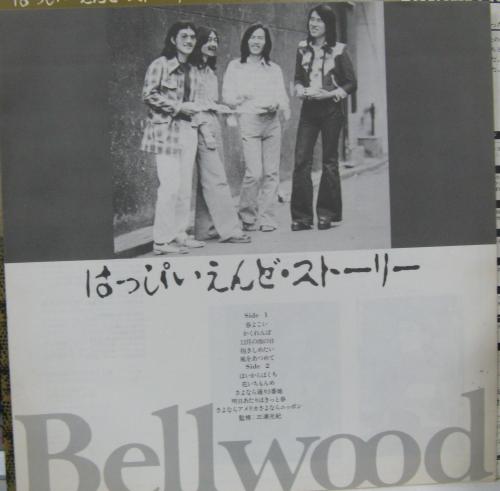 はっぴいえんど・ストーリー
Side 1
春よこい
かくれんぼ
12月の雨の日
抱きしめたい
風をあつめて
Side 2
はいからはくち
花いちもんめ
さよなら通り3番地
明日あたりはきっと春
さよならアメリカさよならニッポン
監修 三浦光紀
Bellwood